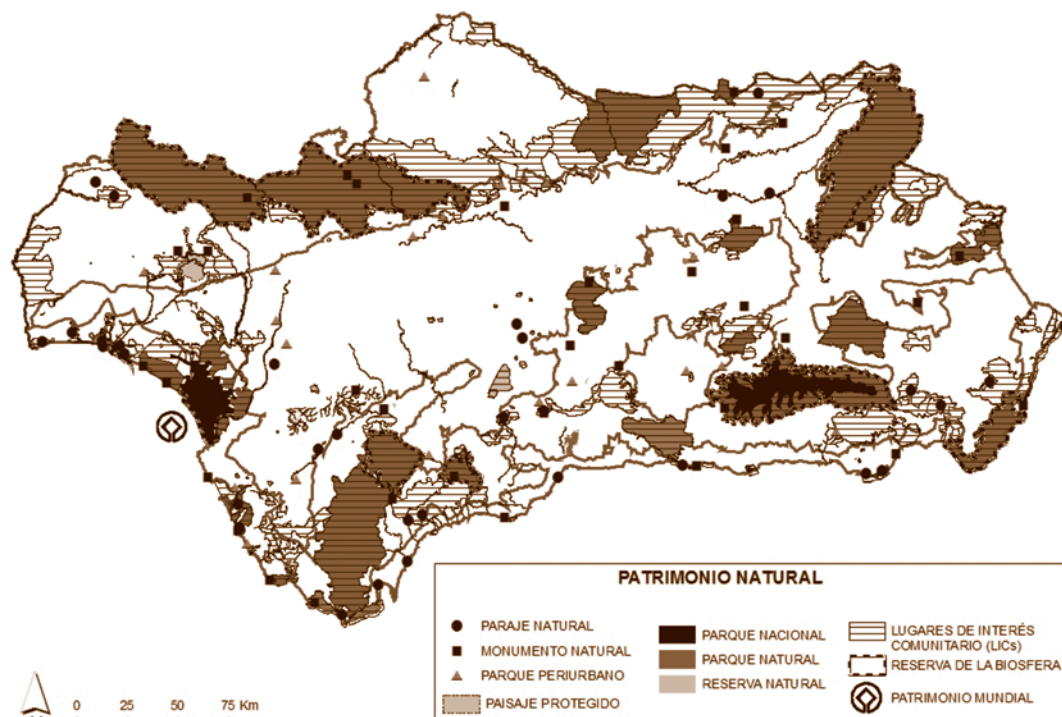 PATRIMONIO NATURAL
PARAJE NATURAL
MONUMENTO NATURAL
PARQUE PERIURBANO
PAISAJE PROTEGIDO
PARQUE NACIONAL
PARQUE NATURAL
RESERVA NATURAL
LUGARES DE INTERÉS
COMUNITARIO (LICs)
RESERVA DE LA BIOSFERA
PATRIMONIO MUNDIAL
0 25 50 75 Km